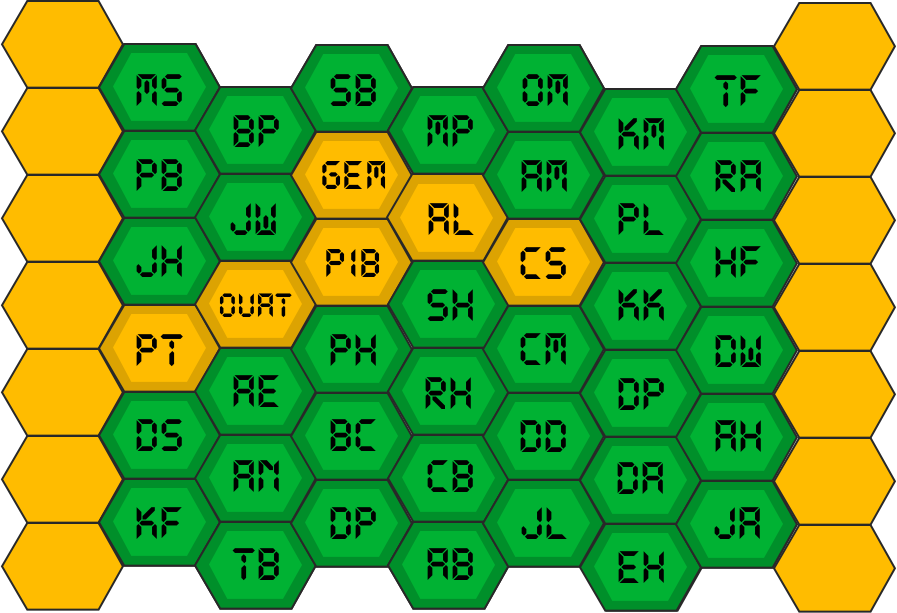 MS SB OM TF
BP MP KM
PB GEM AM RA
JW AL PL
JH PIB CS HF
OUAT SH KK
PT PH CM DW
AE RH DP
DS BC DD AH
AN CB DA
KF DP JL JA
TB AB EH